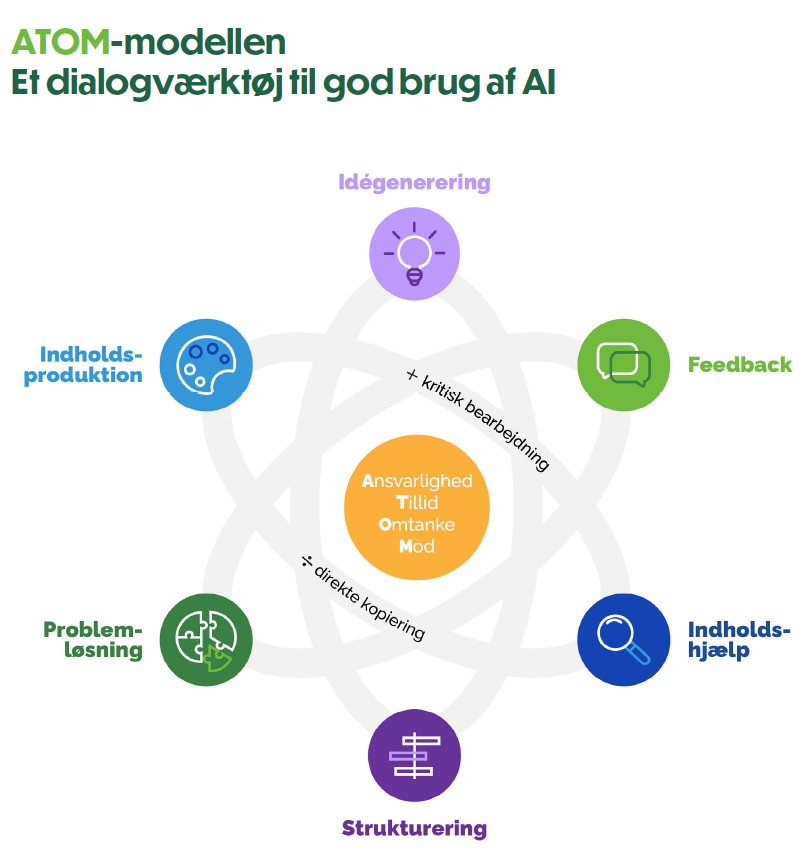 ATOM-modellen
Et dialogværktøj til god brug af AI
Idégenerering
Indholds-
produktion
Feedback
+ kritisk bearbejdning
Ansvarlighed
Tillid
Omtanke
Mod
÷ direkte kopiering
Problem-
løsning
Indholds-
hjælp
Strukturering